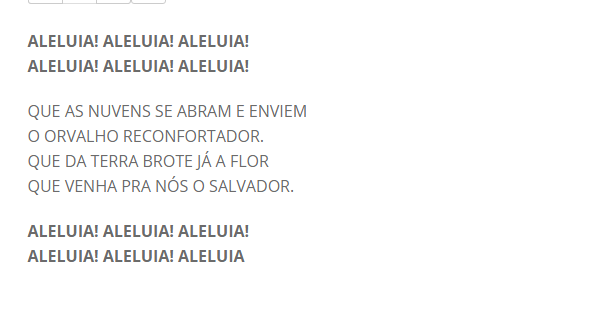 ALELUIA! ALELUIA! ALELUIA!
ALELUIA! ALELUIA! ALELUIA!
QUE AS NUVENS SE ABRAM E ENVIEM
O ORVALHO RECONFORTADOR.
QUE DA TERRA BROTE JÁ A FLOR
QUE VENHA PRA NÓS O SALVADOR.
ALELUIA! ALELUIA! ALELUIA!
ALELUIA! ALELUIA! ALELUIA